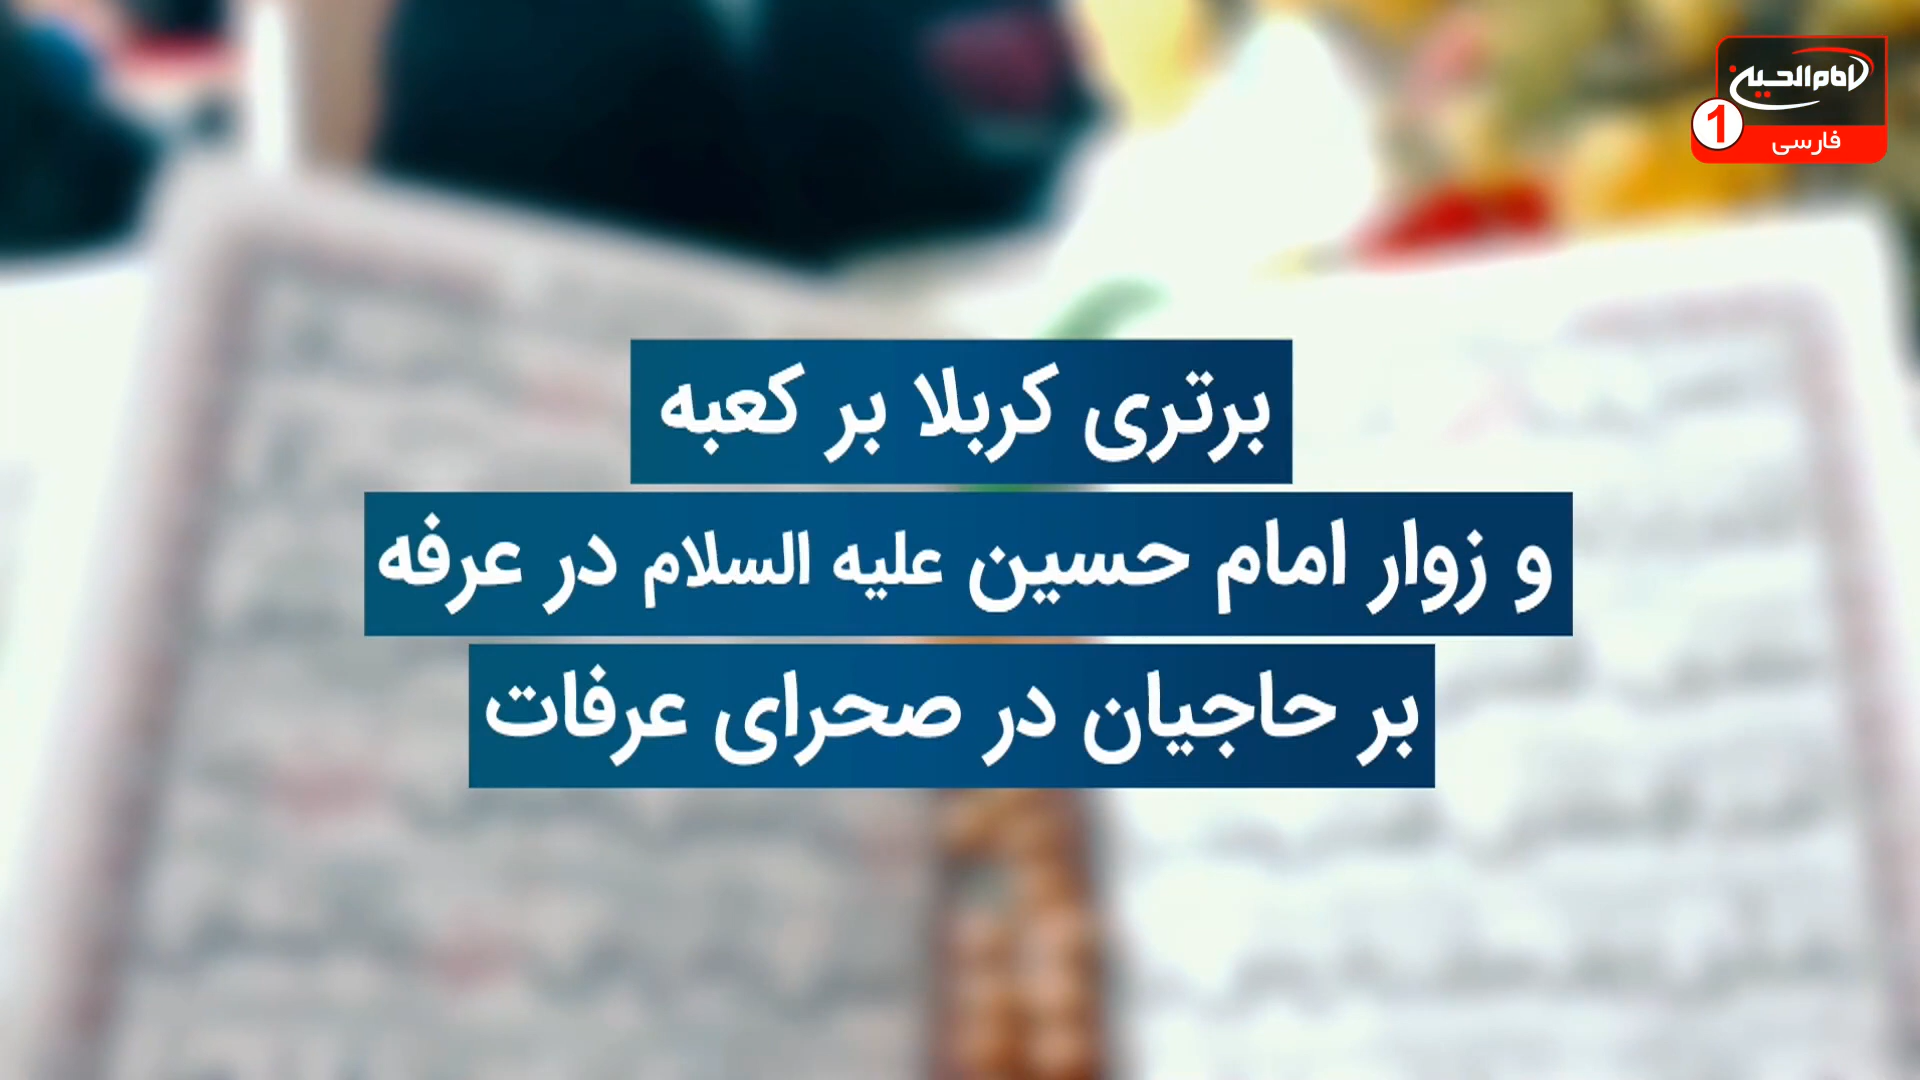 امام الحسین
1
فارسی
برتری کربلا بر کعبه
و زوار امام حسین علیه السلام در عرفه
بر حاجیان در صحرای عرفات